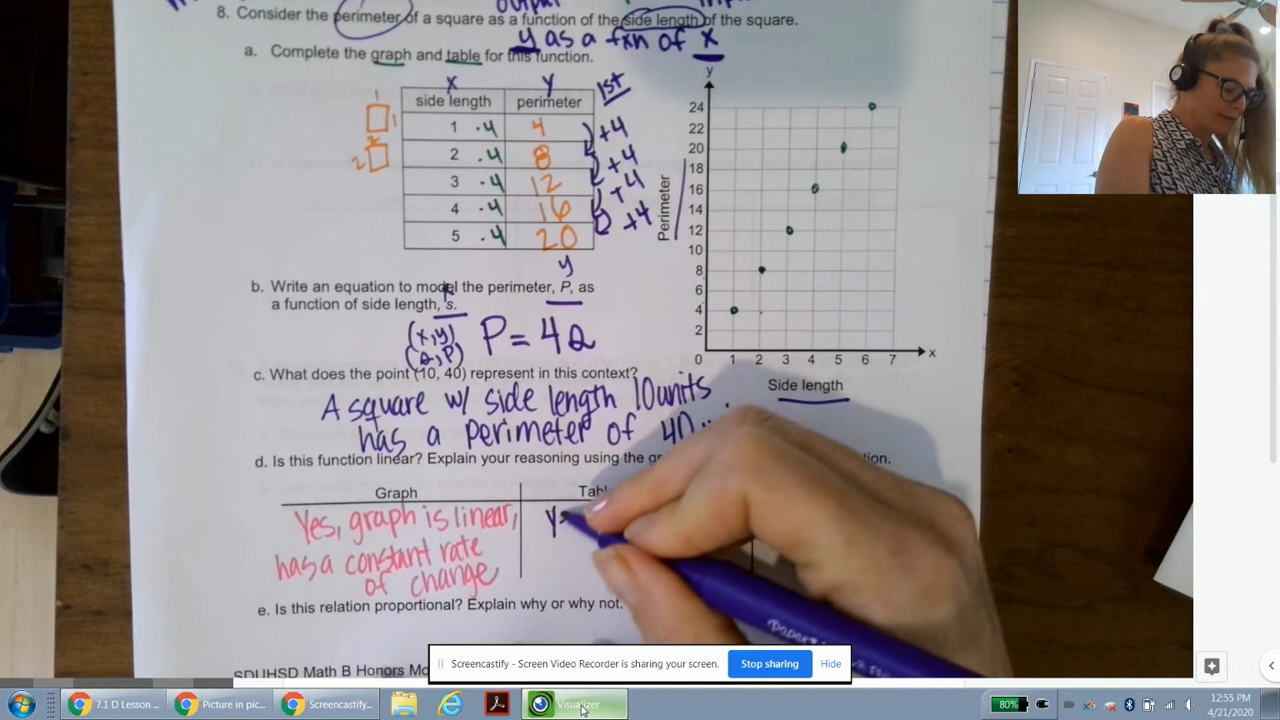 output
8. Consider the perimeter of a square as a function of the side length of the square.
y as a fxn of x
a. Complete the graph and table for this function.
x y 1st
side length perimeter
1 ·4 4 +4
2 ·4 8 +4
3 ·4 12 +4
4 ·4 16 +4
5 ·4 20
1
1
2
2
y
24
22
20
18
16
14
12
10
8
6
4
2
0 1 2 3 4 5 6 7 x
Perimeter
Side length
y
b. Write an equation to model the perimeter, P, as
a function of side length, s.
(x,y) P = 4s
(s,P)
c. What does the point (10, 40) represent in this context?
A square w/ side length 10 units
has a perimeter of 40
d. Is this function linear? Explain your reasoning using the
Graph
Yes, graph is linear,
has a constant rate
of change
e. Is this relation proportional? Explain why or why not.
SDUHSD Math B Honors
Screencastify - Screen Video Recorder is sharing your screen. Stop sharing Hide
7.1 D Lesson Picture in pic... Screencastify... Visualizer
80% 12:55 PM
4/21/2020